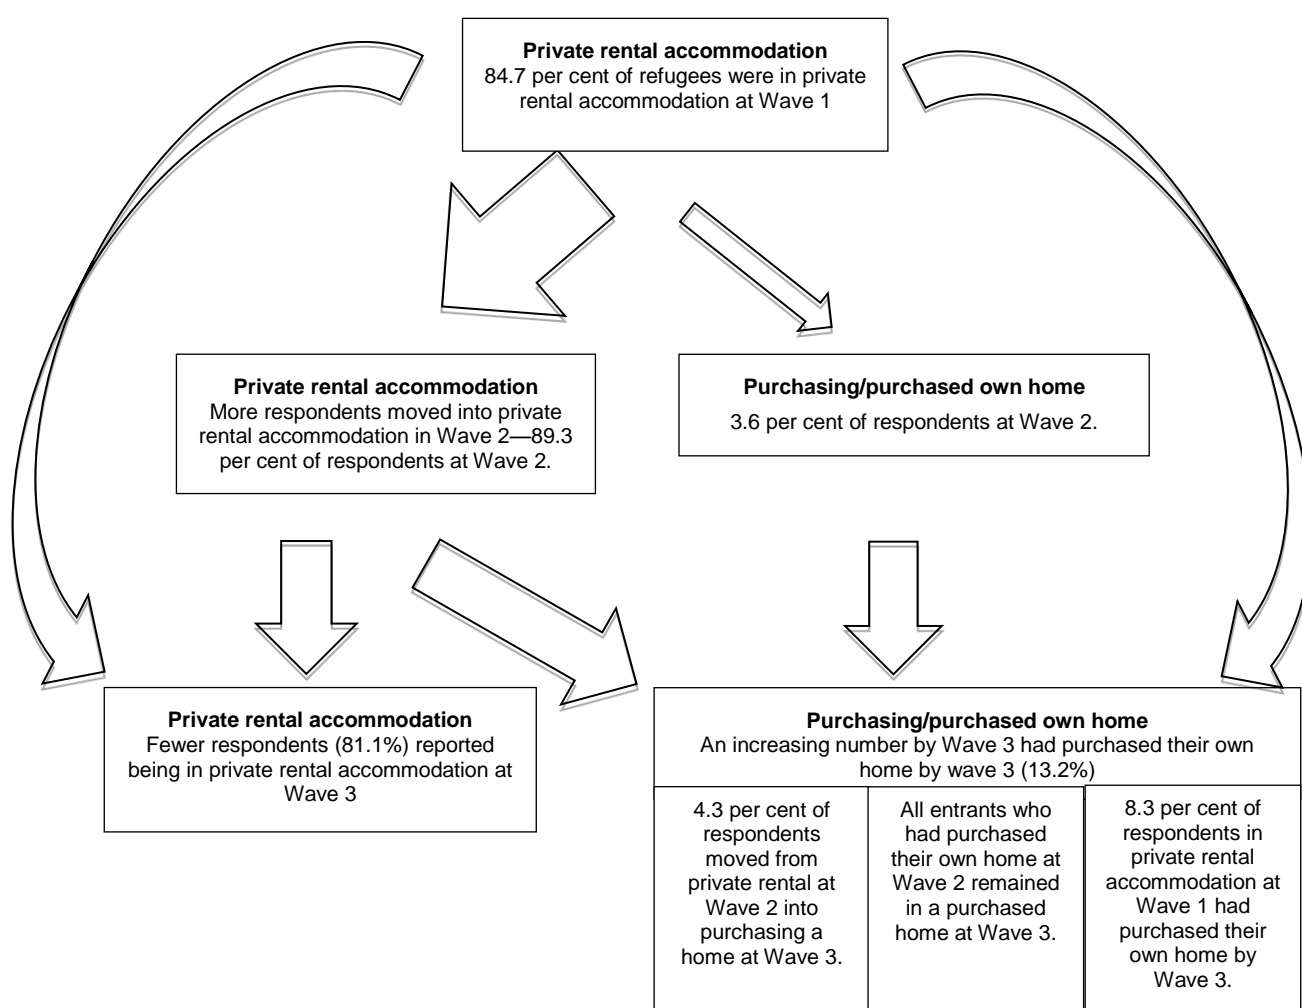 Private rental accommodation
84.7 per cent of refugees were in private
rental accommodation at Wave 1
Private rental accommodation
More respondents moved into private
rental accommodation in Wave 2—89.3
per cent of respondents at Wave 2.
Purchasing/purchased own home
3.6 per cent of respondents at Wave 2.
Private rental accommodation
Fewer respondents (81.1%) reported
being in private rental accommodation at
Wave 3
Purchasing/purchased own home
An increasing number by Wave 3 had purchased their own
home by wave 3 (13.2%)
4.3 per cent of
respondents
moved from
private rental at
Wave 2 into
purchasing a
home at Wave 3.
All entrants who
had purchased
their own home at
Wave 2 remained
in a purchased
home at Wave 3.
8.3 per cent of
respondents in
private rental
accommodation at
Wave 1 had
purchased their
own home by
Wave 3.